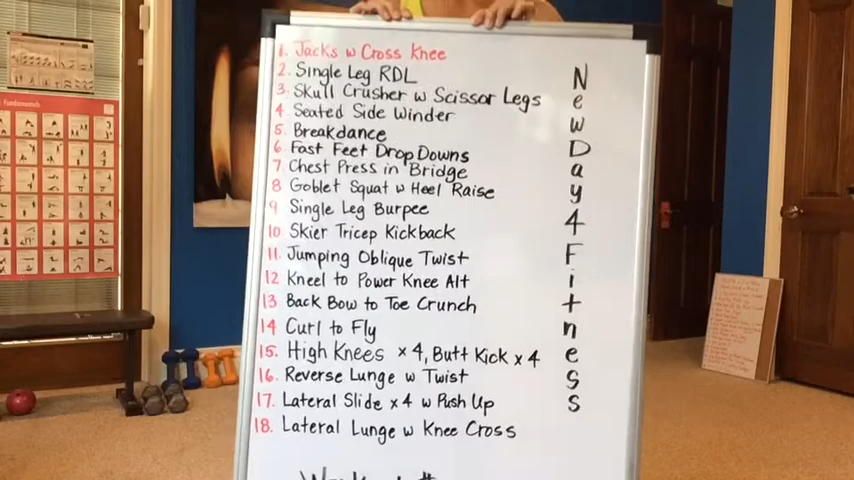 1. Jacks w Cross Knee
2. Single Leg RDL
3. Skull Crusher w Scissor Legs
4. Seated Side Winder
5. Breakdance
6. Fast Feet Drop Downs
7. Chest Press in Bridge
8 Goblet Squat w Heel Raise
9 Single Leg Burpee
10 Skier Tricep Kickback
11. Jumping Oblique Twist
12 Kneel to Power Knee Alt
13 Back Bow to Toe Crunch
14 Curl to Fly
15. High Knees x 4, Butt Kick x 4
16. Reverse Lunge w Twist
17. Lateral Slide x 4 w Push Up
18. Lateral Lunge w Knee Cross
NewDay4Fitness
Fundamentals